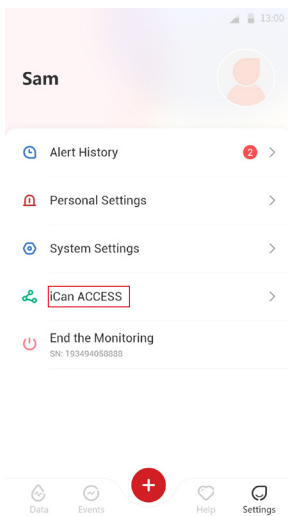 13:00
Sam
Alert History
2
Personal Settings
System Settings
iCan ACCESS
End the Monitoring
SN: 193494058888
Data
Events
Help
Settings